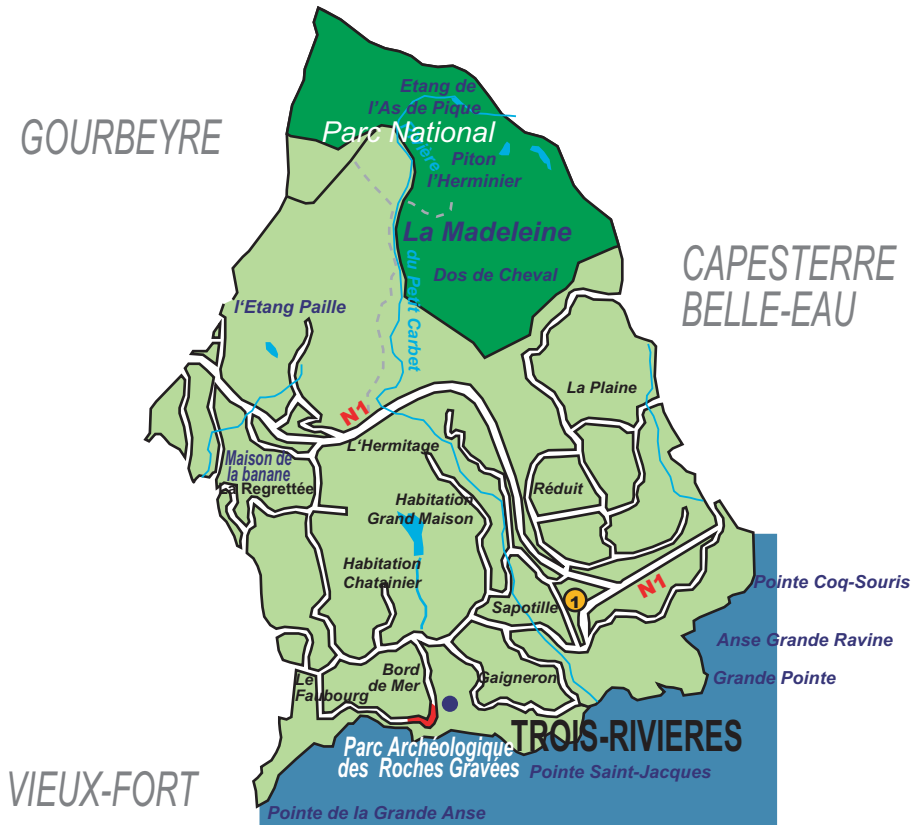 Etang de
l'As de Pique
Parc National
GOURBEYRE
Rivière
Piton
l'Herminier
La Madeleine
Dos de Cheval
CAPESTERRE
BELLE-EAU
du Petit Carbet
l'Etang Paille
La Plaine
N1
L'Hermitage
Maison de
la banane
La Regrettée
Habitation
Grand Maison
Réduit
Habitation
Chatainier
N1
Pointe Coq-Souris
Sapotille
1
Anse Grande Ravine
Bord
de Mer
Gaigneron
Grande Pointe
Le
Faubourg
TROIS-RIVIERES
Parc Archéologique
des Roches Gravées
Pointe Saint-Jacques
VIEUX-FORT
Pointe de la Grande Anse